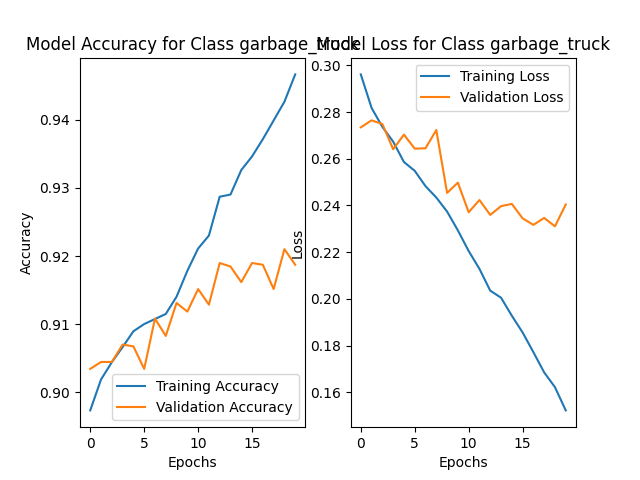 Model Accuracy for Class garbage_truck
Model Loss for Class garbage_truck
Accuracy
0.94
0.93
0.92
0.91
0.90
Training Accuracy
Validation Accuracy
0 5 10 15
Epochs
Loss
0.30
0.28
0.26
0.24
0.22
0.20
0.18
0.16
Training Loss
Validation Loss
0 5 10 15
Epochs